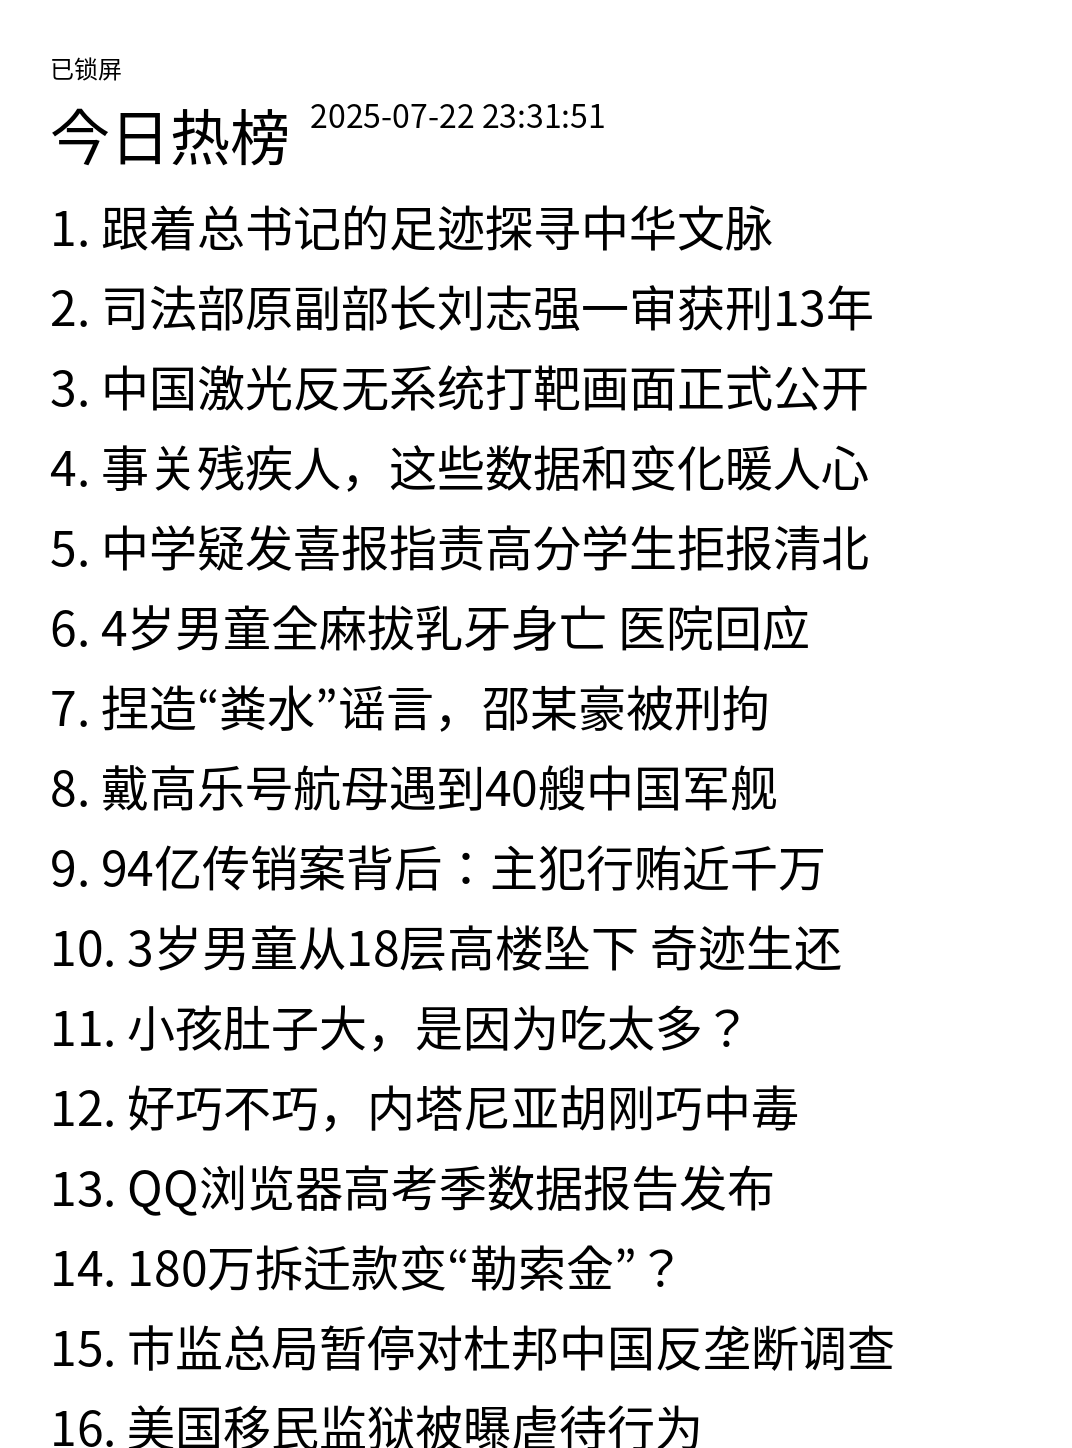 已锁屏
今日热榜 2025-07-22 23:31:51
1. 跟着总书记的足迹探寻中华文脉
2. 司法部原副部长刘志强一审获刑13年
3. 中国激光反无系统打靶画面正式公开
4. 事关残疾人，这些数据和变化暖人心
5. 中学疑发喜报指责高分学生拒报清北
6. 4岁男童全麻拔乳牙身亡 医院回应
7. 捏造“粪水”谣言，邵某豪被刑拘
8. 戴高乐号航母遇到40艘中国军舰
9. 94亿传销案背后：主犯行贿近千万
10. 3岁男童从18层高楼坠下 奇迹生还
11. 小孩肚子大，是因为吃太多？
12. 好巧不巧，内塔尼亚胡刚巧中毒
13. QQ浏览器高考季数据报告发布
14. 180万拆迁款变“勒索金”？
15. 市监总局暂停对杜邦中国反垄断调查
16. 美国移民监狱被曝虐待行为